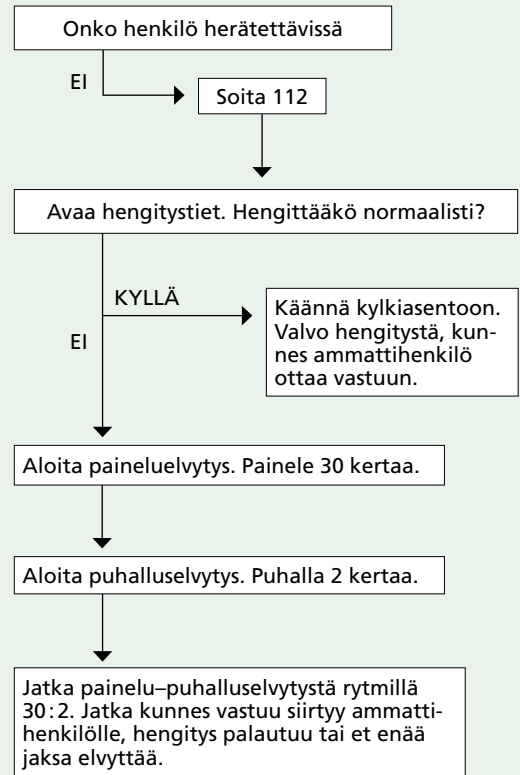 Onko henkilö herätettävissä
EI
Soita 112
Avaa hengitystiet. Hengittääkö normaalisti?
KYLLÄ
Käännä kylkiasentoon.
Valvo hengitystä, kun-
nes ammattihenkilö
ottaa vastuun.
EI
Aloita paineluelvytys. Painele 30 kertaa.
Aloita puhalluselvytys. Puhalla 2 kertaa.
Jatka painelu–puhalluselvytystä rytmillä
30:2. Jatka kunnes vastuu siirtyy ammatti-
henkilölle, hengitys palautuu tai et enää
jaksa elvyttää.